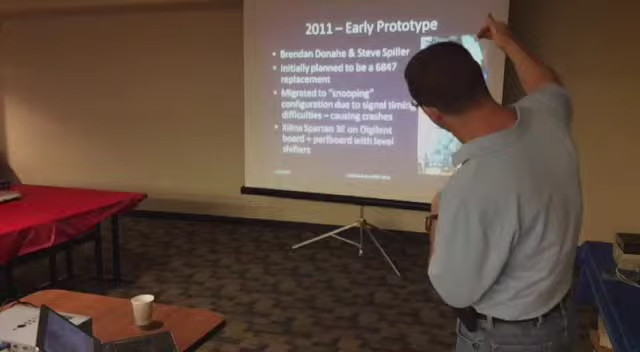 2011 – Early Prototype
• Brendan Donahe & Steve Spiller
• Initially planned to be a 6847
replacement
• Migrated to "snooping"
configuration due to signal timing
difficulties – causing crashes
• Xilinx Spartan 3E on Digilent
board + perfboard with level
shifters